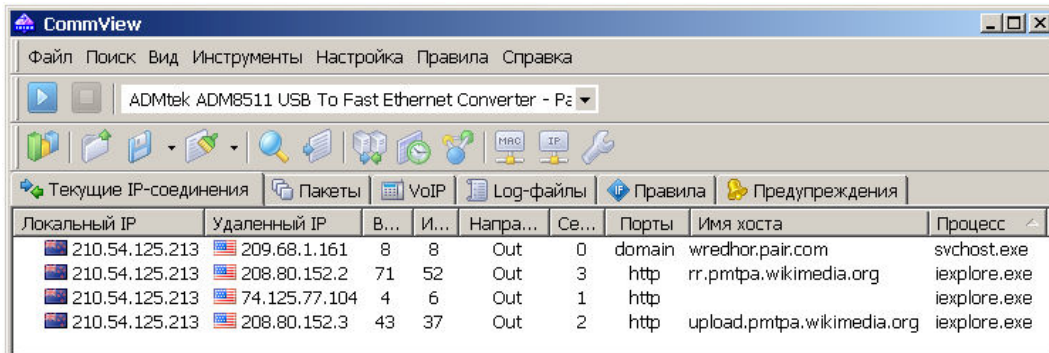 CommView
Файл Поиск Вид Инструменты Настройка Правила Справка
ADMtek ADM8511 USB To Fast Ethernet Converter - Pa
MAC IP
Текущие IP-соединения Пакеты VoIP Log-файлы IP Правила Предупреждения
Локальный IP Удаленный IP В... И... Напра... Се... Порты Имя хоста Процесс
210.54.125.213 209.68.1.161 8 8 Out 0 domain wredhor.pair.com svchost.exe
210.54.125.213 208.80.152.2 71 52 Out 3 http rr.pmtpa.wikimedia.org iexplore.exe
210.54.125.213 74.125.77.104 4 6 Out 1 http iexplore.exe
210.54.125.213 208.80.152.3 43 37 Out 2 http upload.pmtpa.wikimedia.org iexplore.exe